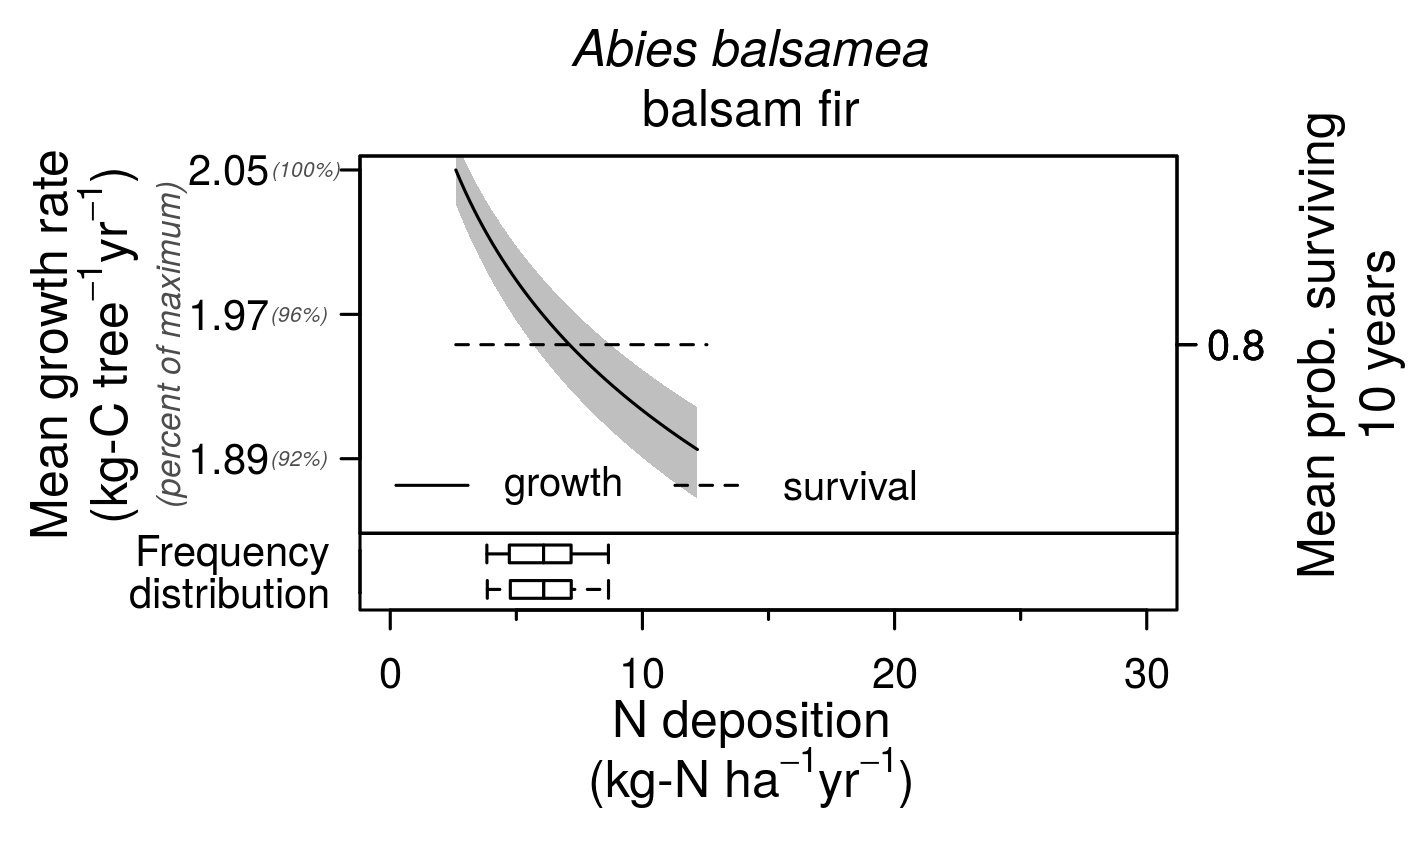 Abies balsamea
balsam fir
Mean growth rate
(kg-C tree⁻¹yr⁻¹)
(percent of maximum)
2.05 (100%)
1.97 (96%)
1.89 (92%)
growth
survival
0.8
Mean prob. surviving
10 years
Frequency
distribution
0 10 20 30
N deposition
(kg-N ha⁻¹yr⁻¹)